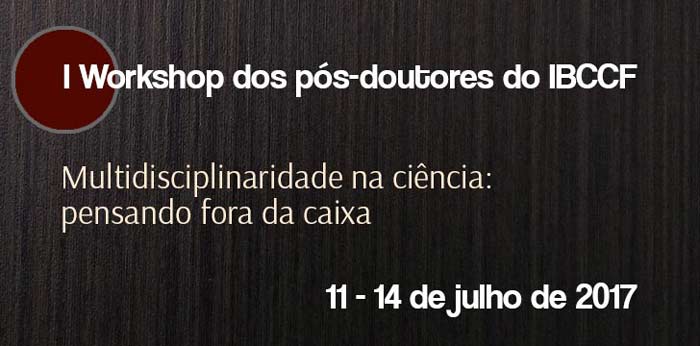 I Workshop dos pós-doutores do IBCCF
Multidisciplinaridade na ciência:
pensando fora da caixa
11 - 14 de julho de 2017